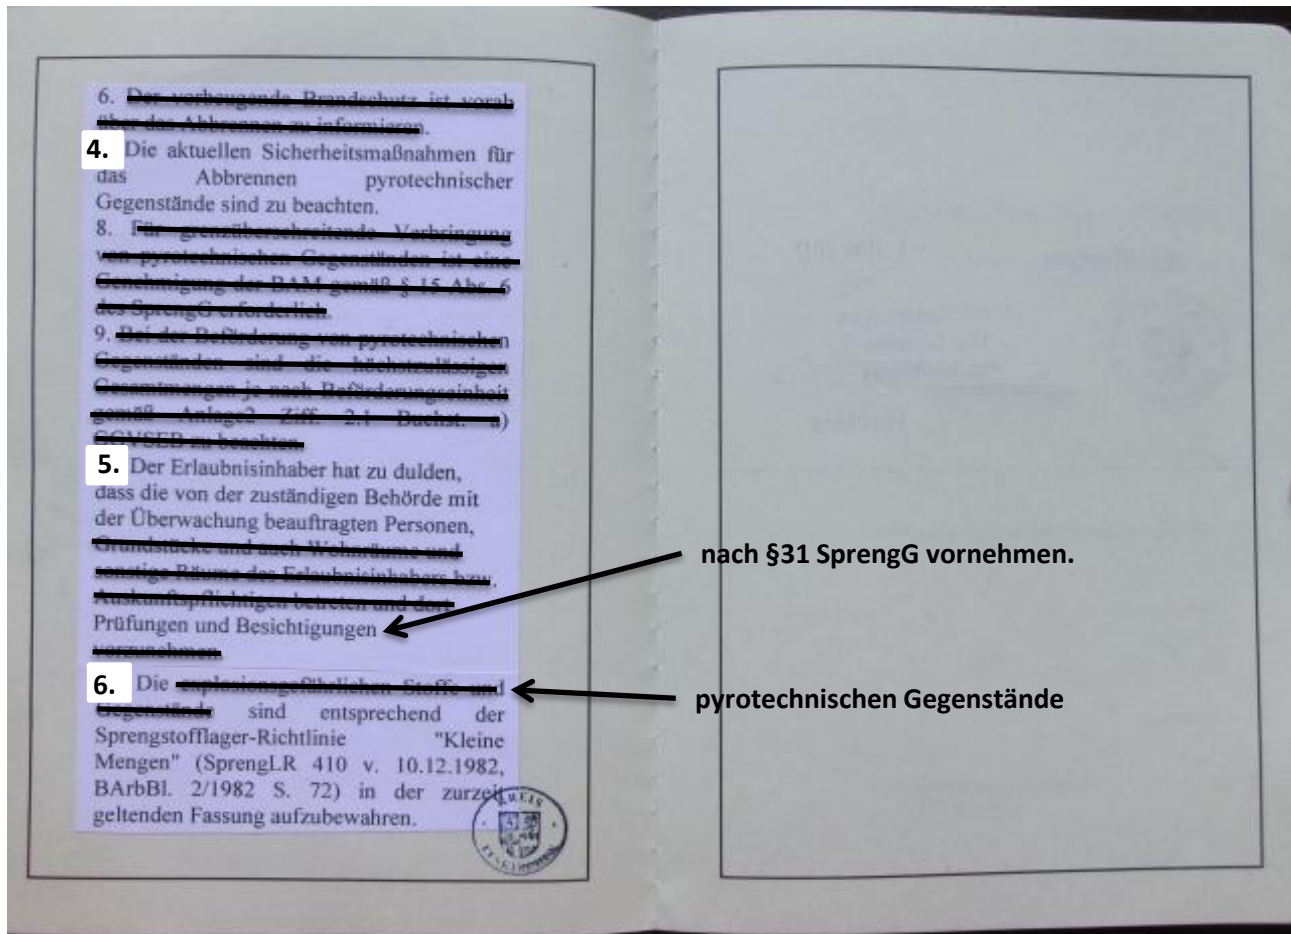 6. Der vorbeugende Brandschutz ist vorab
über das Abbrennen zu informieren.
4. Die aktuellen Sicherheitsmaßnahmen für
das Abbrennen pyrotechnischer
Gegenstände sind zu beachten.
8. Für grenzüberschreitende Verbringung
von pyrotechnischen Gegenständen ist eine
Genehmigung der BAM gemäß § 15 Abs. 6
des SprengG erforderlich.
9. Bei der Beförderung von pyrotechnischen
Gegenständen sind die höchstzulässigen
Gesamtmengen je nach Beförderungseinheit
gemäß Anlage2 Ziff. 2.1 Buchst. a)
GGVSEB zu beachten.
5. Der Erlaubnisinhaber hat zu dulden,
dass die von der zuständigen Behörde mit
der Überwachung beauftragten Personen,
Grundstücke und auch Wohnräume und
sonstige Räume des Erlaubnisinhabers bzw.
Auskunftspflichtigen betreten und dort
Prüfungen und Besichtigungen
vorzunehmen.
nach §31 SprengG vornehmen.
6. Die explosionsgefährlichen Stoffe und
Gegenstände sind entsprechend der
Sprengstofflager-Richtlinie "Kleine
Mengen" (SprengLR 410 v. 10.12.1982,
BArbBl. 2/1982 S. 72) in der zurzeit
geltenden Fassung aufzubewahren.
pyrotechnischen Gegenstände
KREIS